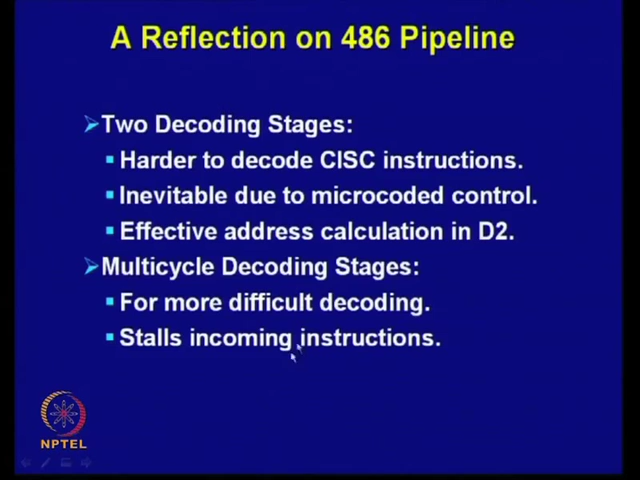 A Reflection on 486 Pipeline
Two Decoding Stages:
Harder to decode CISC instructions.
Inevitable due to microcoded control.
Effective address calculation in D2.
Multicycle Decoding Stages:
For more difficult decoding.
Stalls incoming instructions.
NPTEL